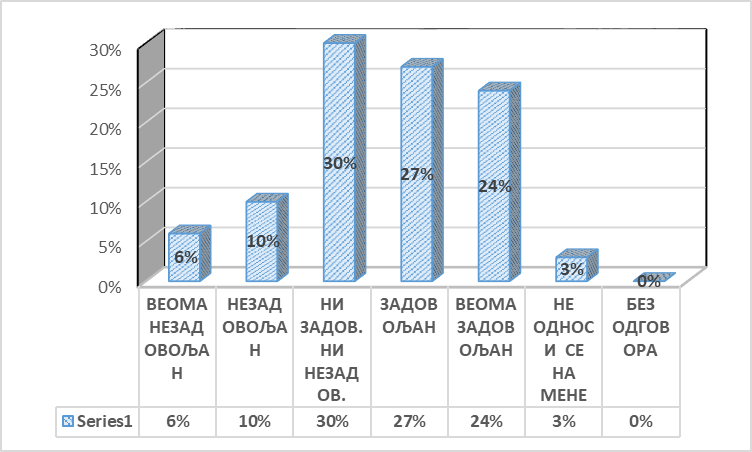 30%
25%
20%
15%
10%
5%
0%
6%
10%
30%
27%
24%
3%
0%
ВЕОМА
НЕЗАД
ОВОЉА
Н
НЕЗАД
ОВОЉА
Н
НИ
ЗАДОВ.
НИ
НЕЗАД
ОВ.
ЗАДОВ
ОЉАН
ВЕОМА
ЗАДОВ
ОЉАН
НЕ
ОДНОС
И СЕ
НА
МЕНЕ
БЕЗ
ОДГОВ
ОРА
Series1 6% 10% 30% 27% 24% 3% 0%